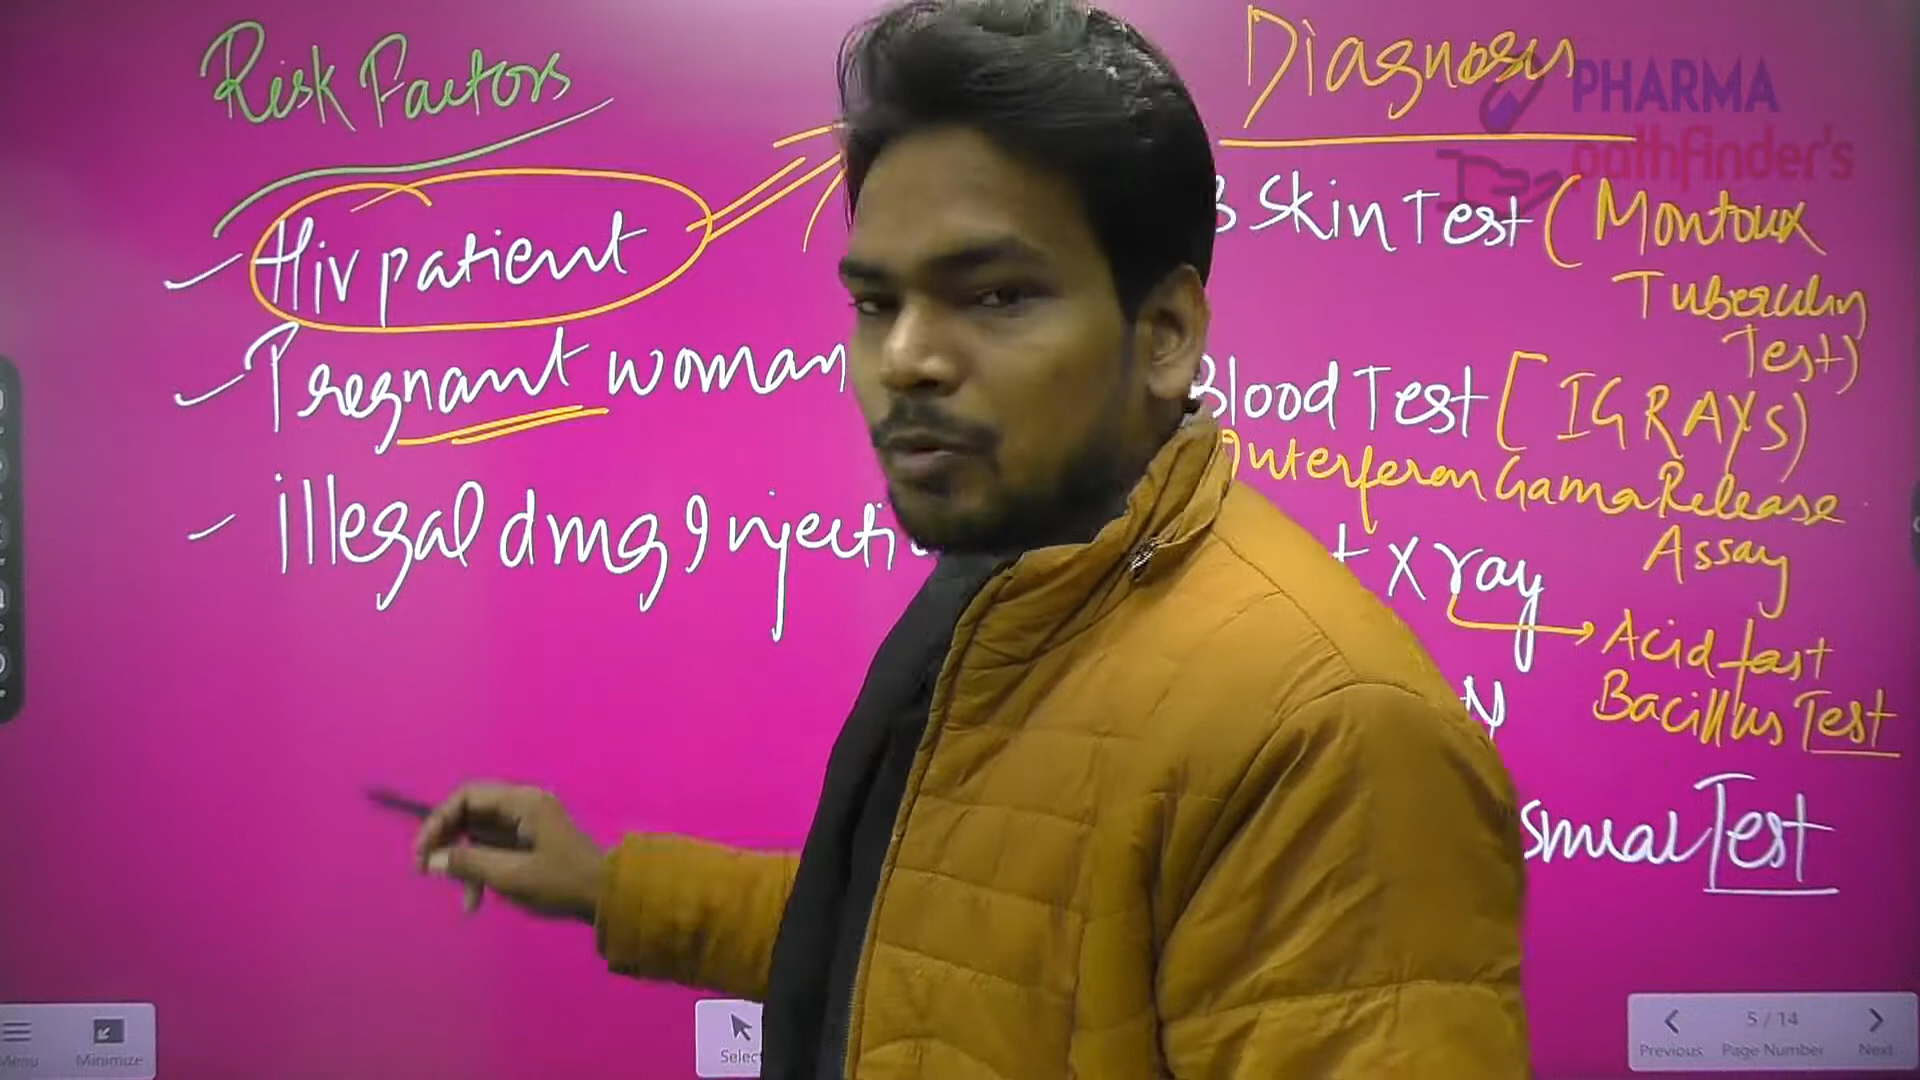 Risk Factors
Hiv patient
Pregnant woman
illegal drug Injecti
Diagnosis
PHARMA
pathfinder's
Skin Test (Montoux
Tuberculin
Test)
Blood Test [IGRAYS)
Interferon Gama Release
Assay
X ray
Acid fast
Bacillus Test
Test
Menu
Minimize
Select
5 / 14
Previous
Page Number
Next